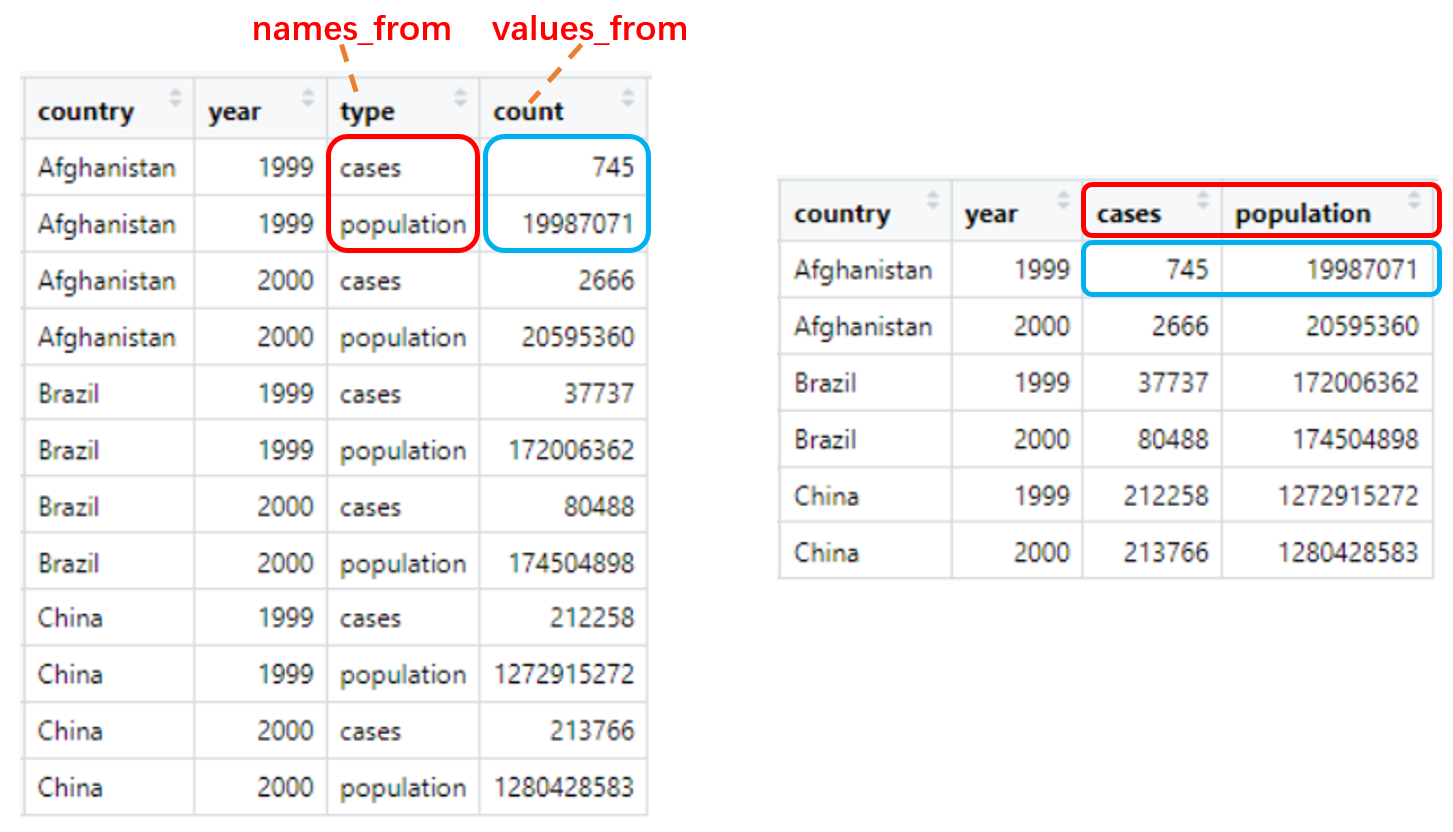 names_from values_from
country year type count
Afghanistan 1999 cases 745
Afghanistan 1999 population 19987071
Afghanistan 2000 cases 2666
Afghanistan 2000 population 20595360
Brazil 1999 cases 37737
Brazil 1999 population 172006362
Brazil 2000 cases 80488
Brazil 2000 population 174504898
China 1999 cases 212258
China 1999 population 1272915272
China 2000 cases 213766
China 2000 population 1280428583
country year cases population
Afghanistan 1999 745 19987071
Afghanistan 2000 2666 20595360
Brazil 1999 37737 172006362
Brazil 2000 80488 174504898
China 1999 212258 1272915272
China 2000 213766 1280428583